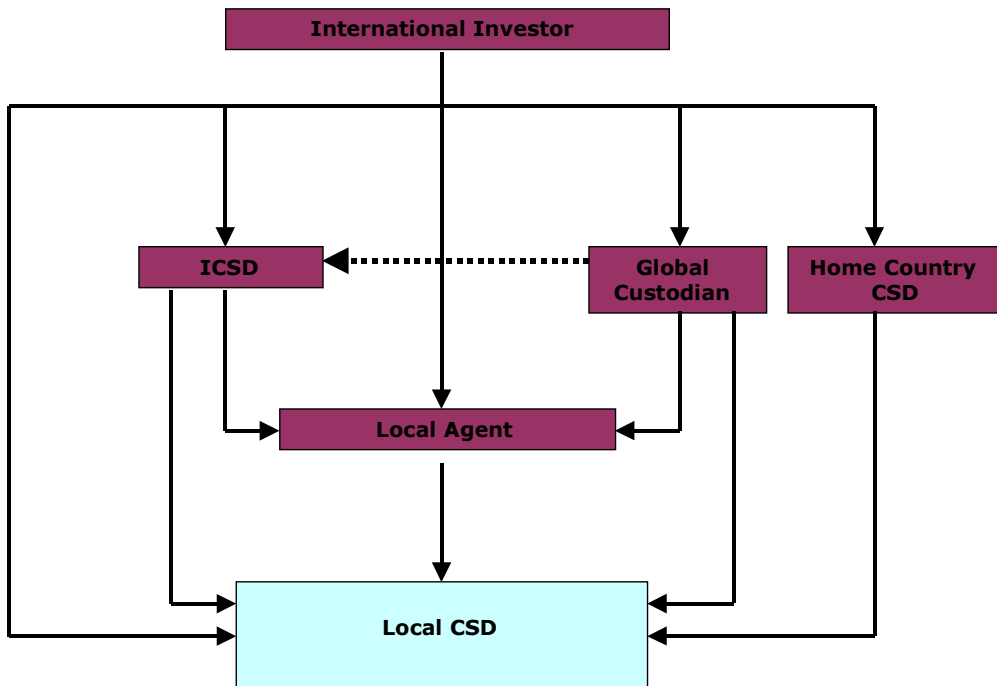 International Investor
ICSD
Global
Custodian
Home Country
CSD
Local Agent
Local CSD